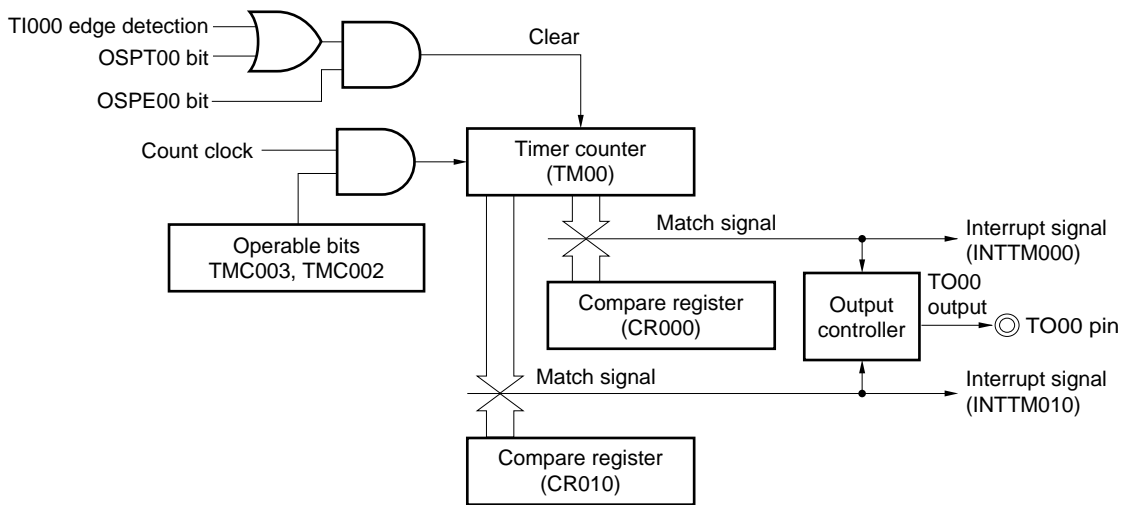 TI000 edge detection
OSPT00 bit
OSPE00 bit
Clear
Count clock
Timer counter
(TM00)
Operable bits
TMC003, TMC002
Match signal
Interrupt signal
(INTTM000)
Compare register
(CR000)
Output
controller
TO00
output
TO00 pin
Match signal
Interrupt signal
(INTTM010)
Compare register
(CR010)